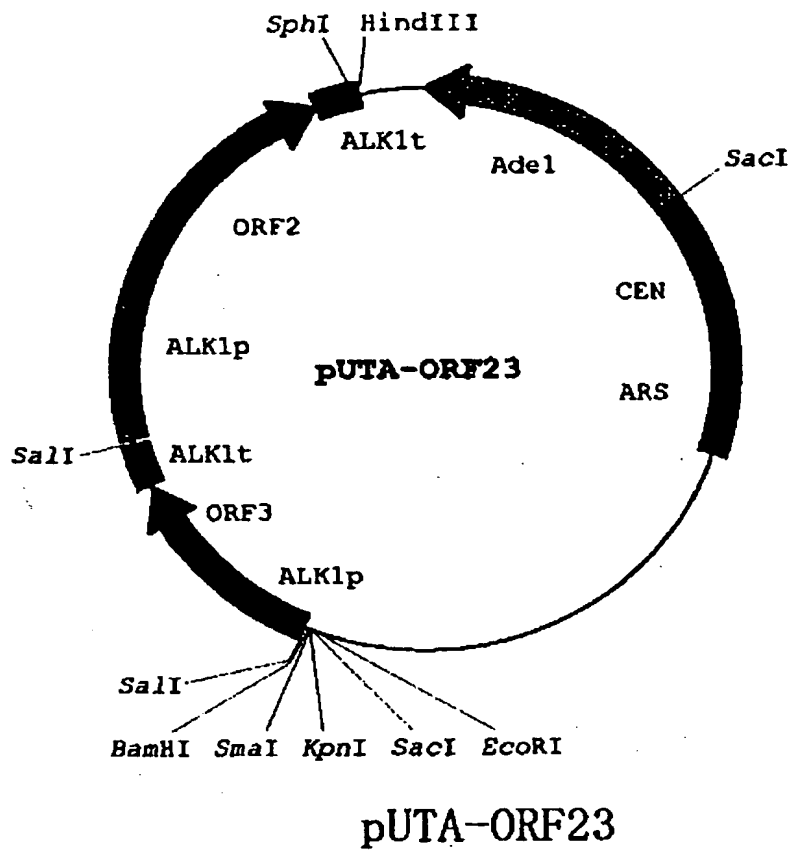 SphI HindIII
ALK1t
Ade1
SacI
ORF2
CEN
ALK1p
pUTA-ORF23
ARS
SalI
ALK1t
ORF3
ALK1p
SalI
BamHI SmaI KpnI SacI EcoRI
pUTA-ORF23